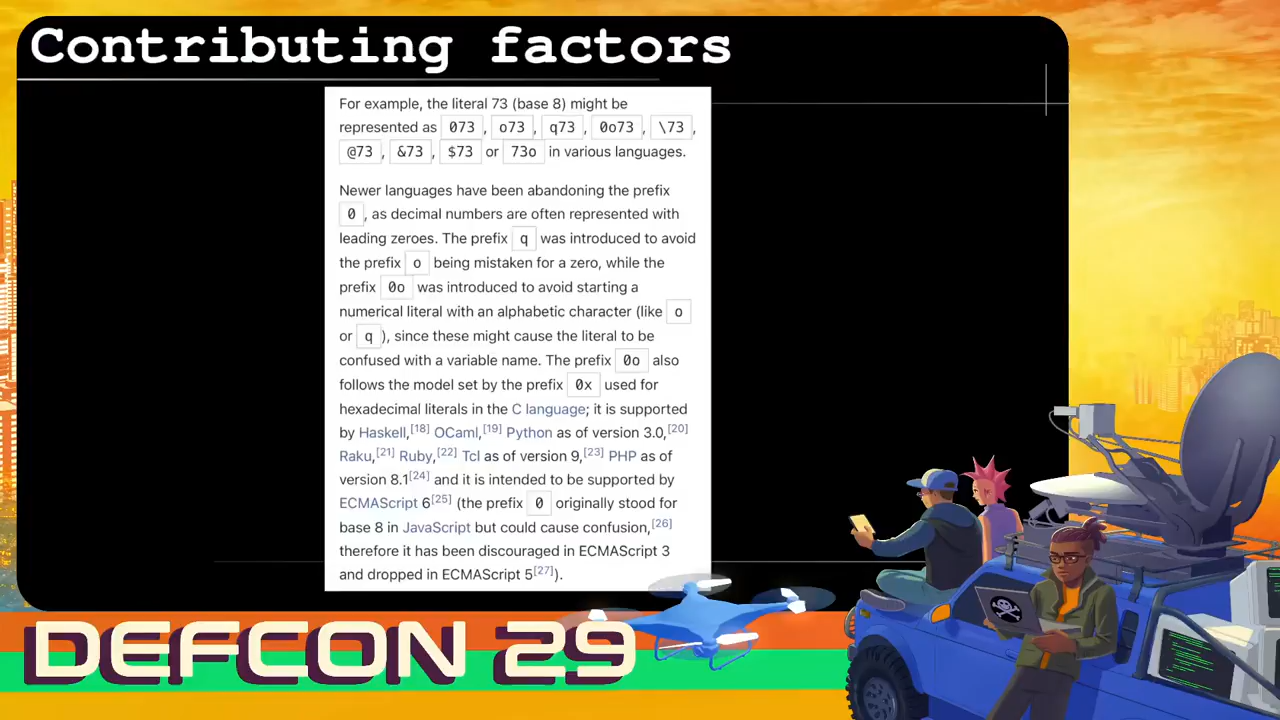 Contributing factors
For example, the literal 73 (base 8) might be
represented as 073 , o73 , q73 , 0o73 , \73 ,
@73 , &73 , $73 or 73o in various languages.
Newer languages have been abandoning the prefix
0 , as decimal numbers are often represented with
leading zeroes. The prefix q was introduced to avoid
the prefix o being mistaken for a zero, while the
prefix 0o was introduced to avoid starting a
numerical literal with an alphabetic character (like o
or q ), since these might cause the literal to be
confused with a variable name. The prefix 0o also
follows the model set by the prefix 0x used for
hexadecimal literals in the C language; it is supported
by Haskell,[18] OCaml,[19] Python as of version 3.0,[20]
Raku,[21] Ruby,[22] Tcl as of version 9,[23] PHP as of
version 8.1[24] and it is intended to be supported by
ECMAScript 6[25] (the prefix 0 originally stood for
base 8 in JavaScript but could cause confusion,[26]
therefore it has been discouraged in ECMAScript 3
and dropped in ECMAScript 5[27]).
DEFCON 29